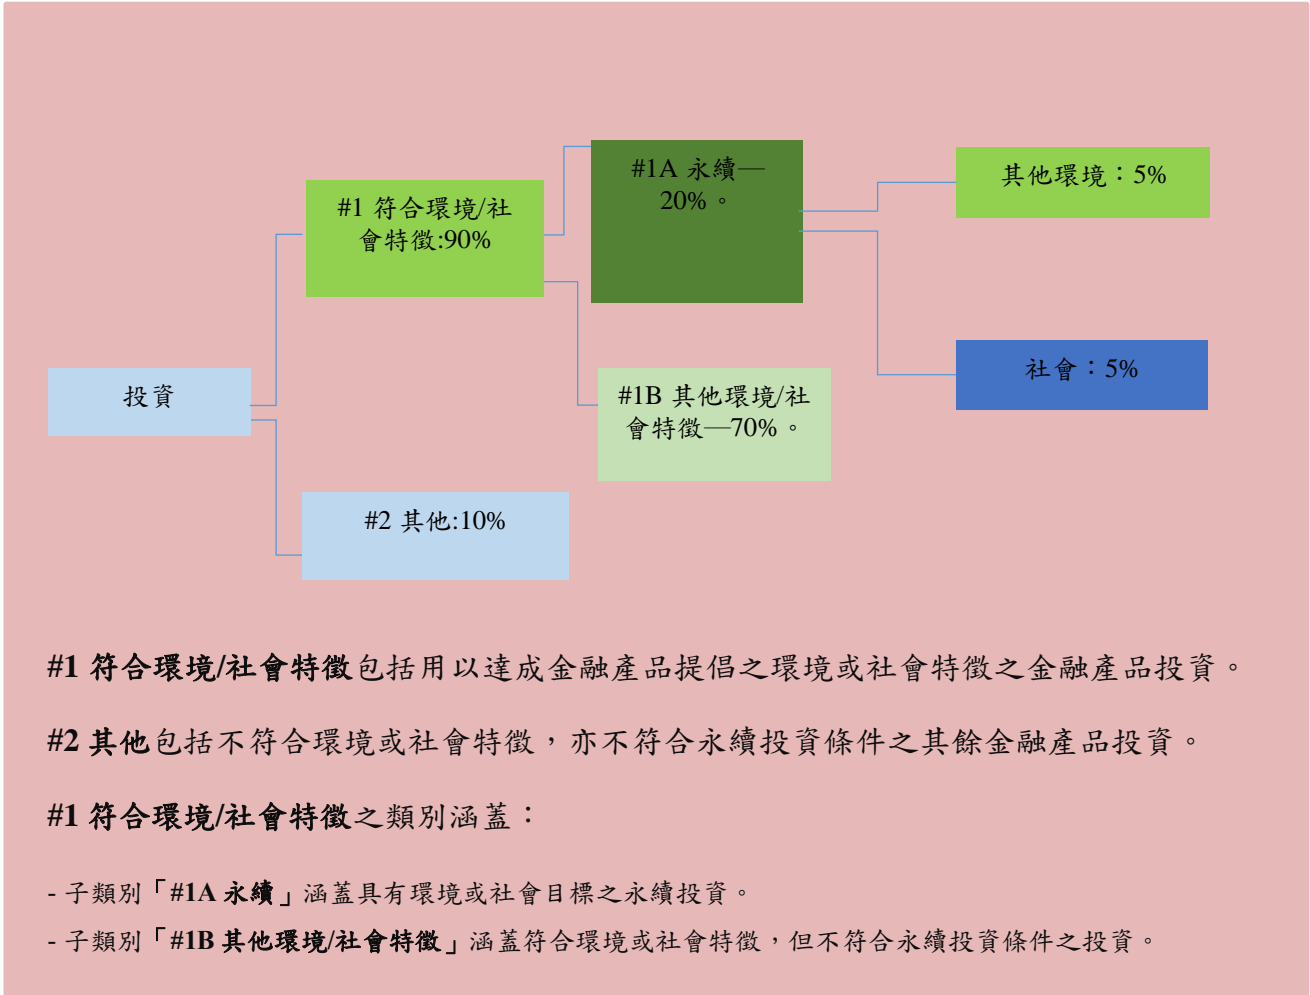 #1A 永續—
20%。
其他環境：5%
#1 符合環境/社
會特徵:90%
社會：5%
投資
#1B 其他環境/社
會特徵—70%。
#2 其他:10%
#1 符合環境/社會特徵包括用以達成金融產品提倡之環境或社會特徵之金融產品投資。
#2 其他包括不符合環境或社會特徵，亦不符合永續投資條件之其餘金融產品投資。
#1 符合環境/社會特徵之類別涵蓋：
- 子類別「#1A 永續」涵蓋具有環境或社會目標之永續投資。
- 子類別「#1B 其他環境/社會特徵」涵蓋符合環境或社會特徵，但不符合永續投資條件之投資。